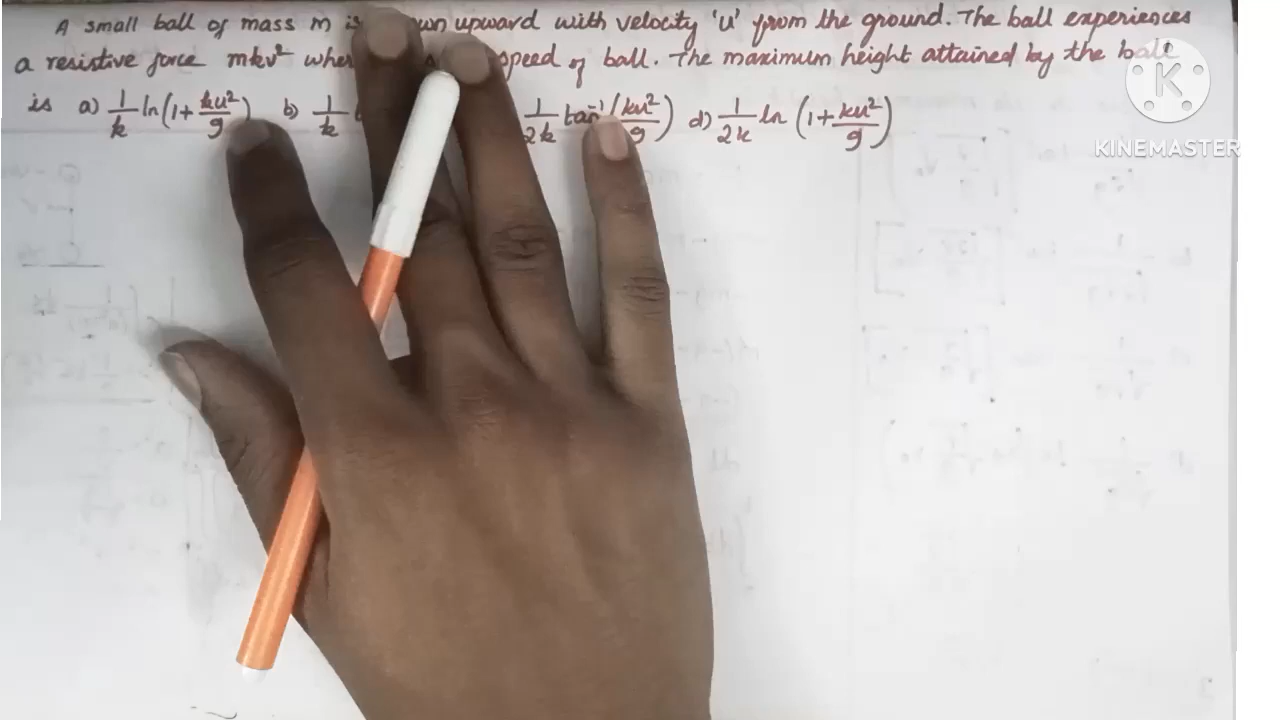 A small ball of mass m is upward with velocity 'u' from the ground. The ball experiences
a resistive force mkv² speed of ball. The maximum height attained by the ball
is a) 1/k ln(1+ku²/g) b) 1/k 1/2k tan⁻¹(ku²/g) d) 1/2k ln (1+ku²/g)
K
KINEMASTER